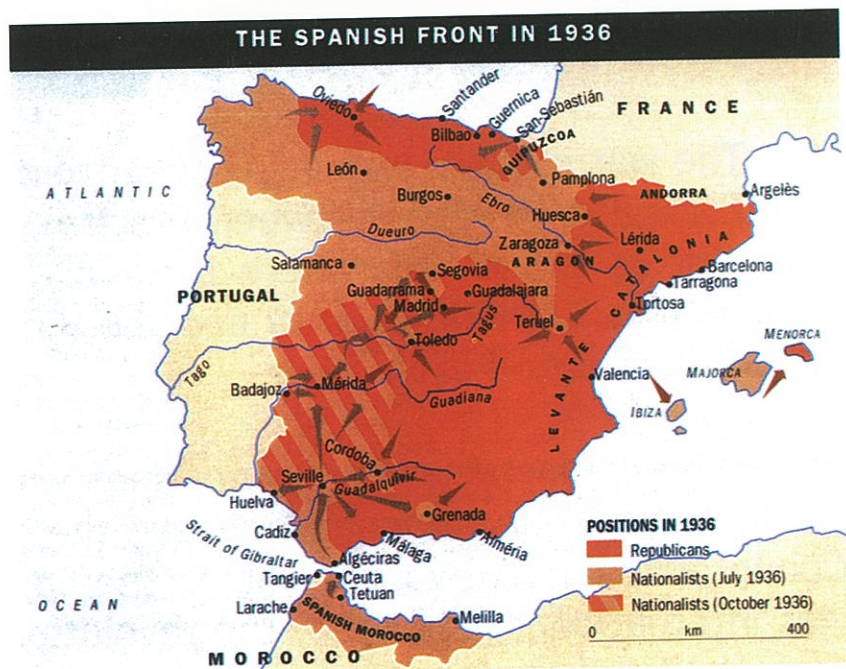 THE SPANISH FRONT IN 1936
FRANCE
Oviedo
Santander
Guernica
San-Sebastián
Bilbao
GUIPUZCOA
ATLANTIC
León
Pamplona
ANDORRA
Argelès
Burgos
Ebro
Huesca
Dueuro
Zaragoza
Lérida
ARAGON
CATALONIA
Salamanca
Segovia
Barcelona
PORTUGAL
Guadarrama
Guadalajara
Tarragona
Madrid
Tortosa
Tagus
Teruel
Toledo
MENORCA
LEVANTE
MAJORCA
Tago
Valencia
Badajoz
Mérida
Guadiana
IBIZA
Cordoba
Seville
Guadalquivir
Huelva
Grenada
POSITIONS IN 1936
Cadiz
Málaga
Alméria
Republicans
Strait of Gibraltar
Algéciras
Nationalists (July 1936)
Tangier
Ceuta
Tetuan
Nationalists (October 1936)
OCEAN
Larache
SPANISH MOROCCO
Melilla
0 km 400
MOROCCO